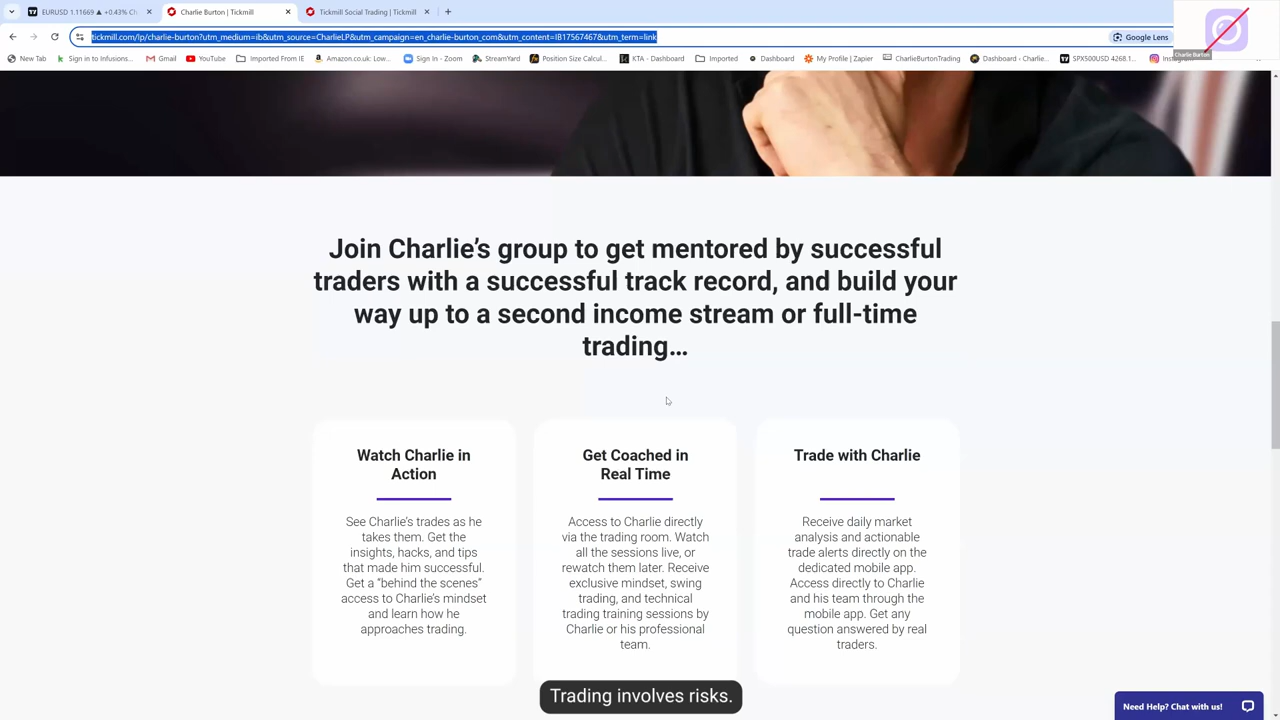 EURUSD 1.11669 ▲ +0.43% Ch
Charlie Burton | Tickmill
Tickmill Social Trading | Tickmill
tickmill.com/lp/charlie-burton?utm_medium=ib&utm_source=CharlieLP&utm_campaign=en_charlie-burton_com&utm_content=IB17567467&utm_term=link
Google Lens
Charlie Burton
New Tab
Sign in to Infusions...
Gmail
YouTube
Imported From IE
Amazon.co.uk: Low...
Sign In - Zoom
StreamYard
Position Size Calcul...
KTA - Dashboard
Imported
Dashboard
My Profile | Zapier
CharlieBurtonTrading
Dashboard - Charlie...
SPX500USD 4268.1...
Join Charlie’s group to get mentored by successful
traders with a successful track record, and build your
way up to a second income stream or full-time
trading...
Watch Charlie in
Action
See Charlie’s trades as he
takes them. Get the
insights, hacks, and tips
that made him successful.
Get a “behind the scenes”
access to Charlie’s mindset
and learn how he
approaches trading.
Get Coached in
Real Time
Access to Charlie directly
via the trading room. Watch
all the sessions live, or
rewatch them later. Receive
exclusive mindset, swing
trading, and technical
trading training sessions by
Charlie or his professional
team.
Trade with Charlie
Receive daily market
analysis and actionable
trade alerts directly on the
dedicated mobile app.
Access directly to Charlie
and his team through the
mobile app. Get any
question answered by real
traders.
Trading involves risks.
Need Help? Chat with us!